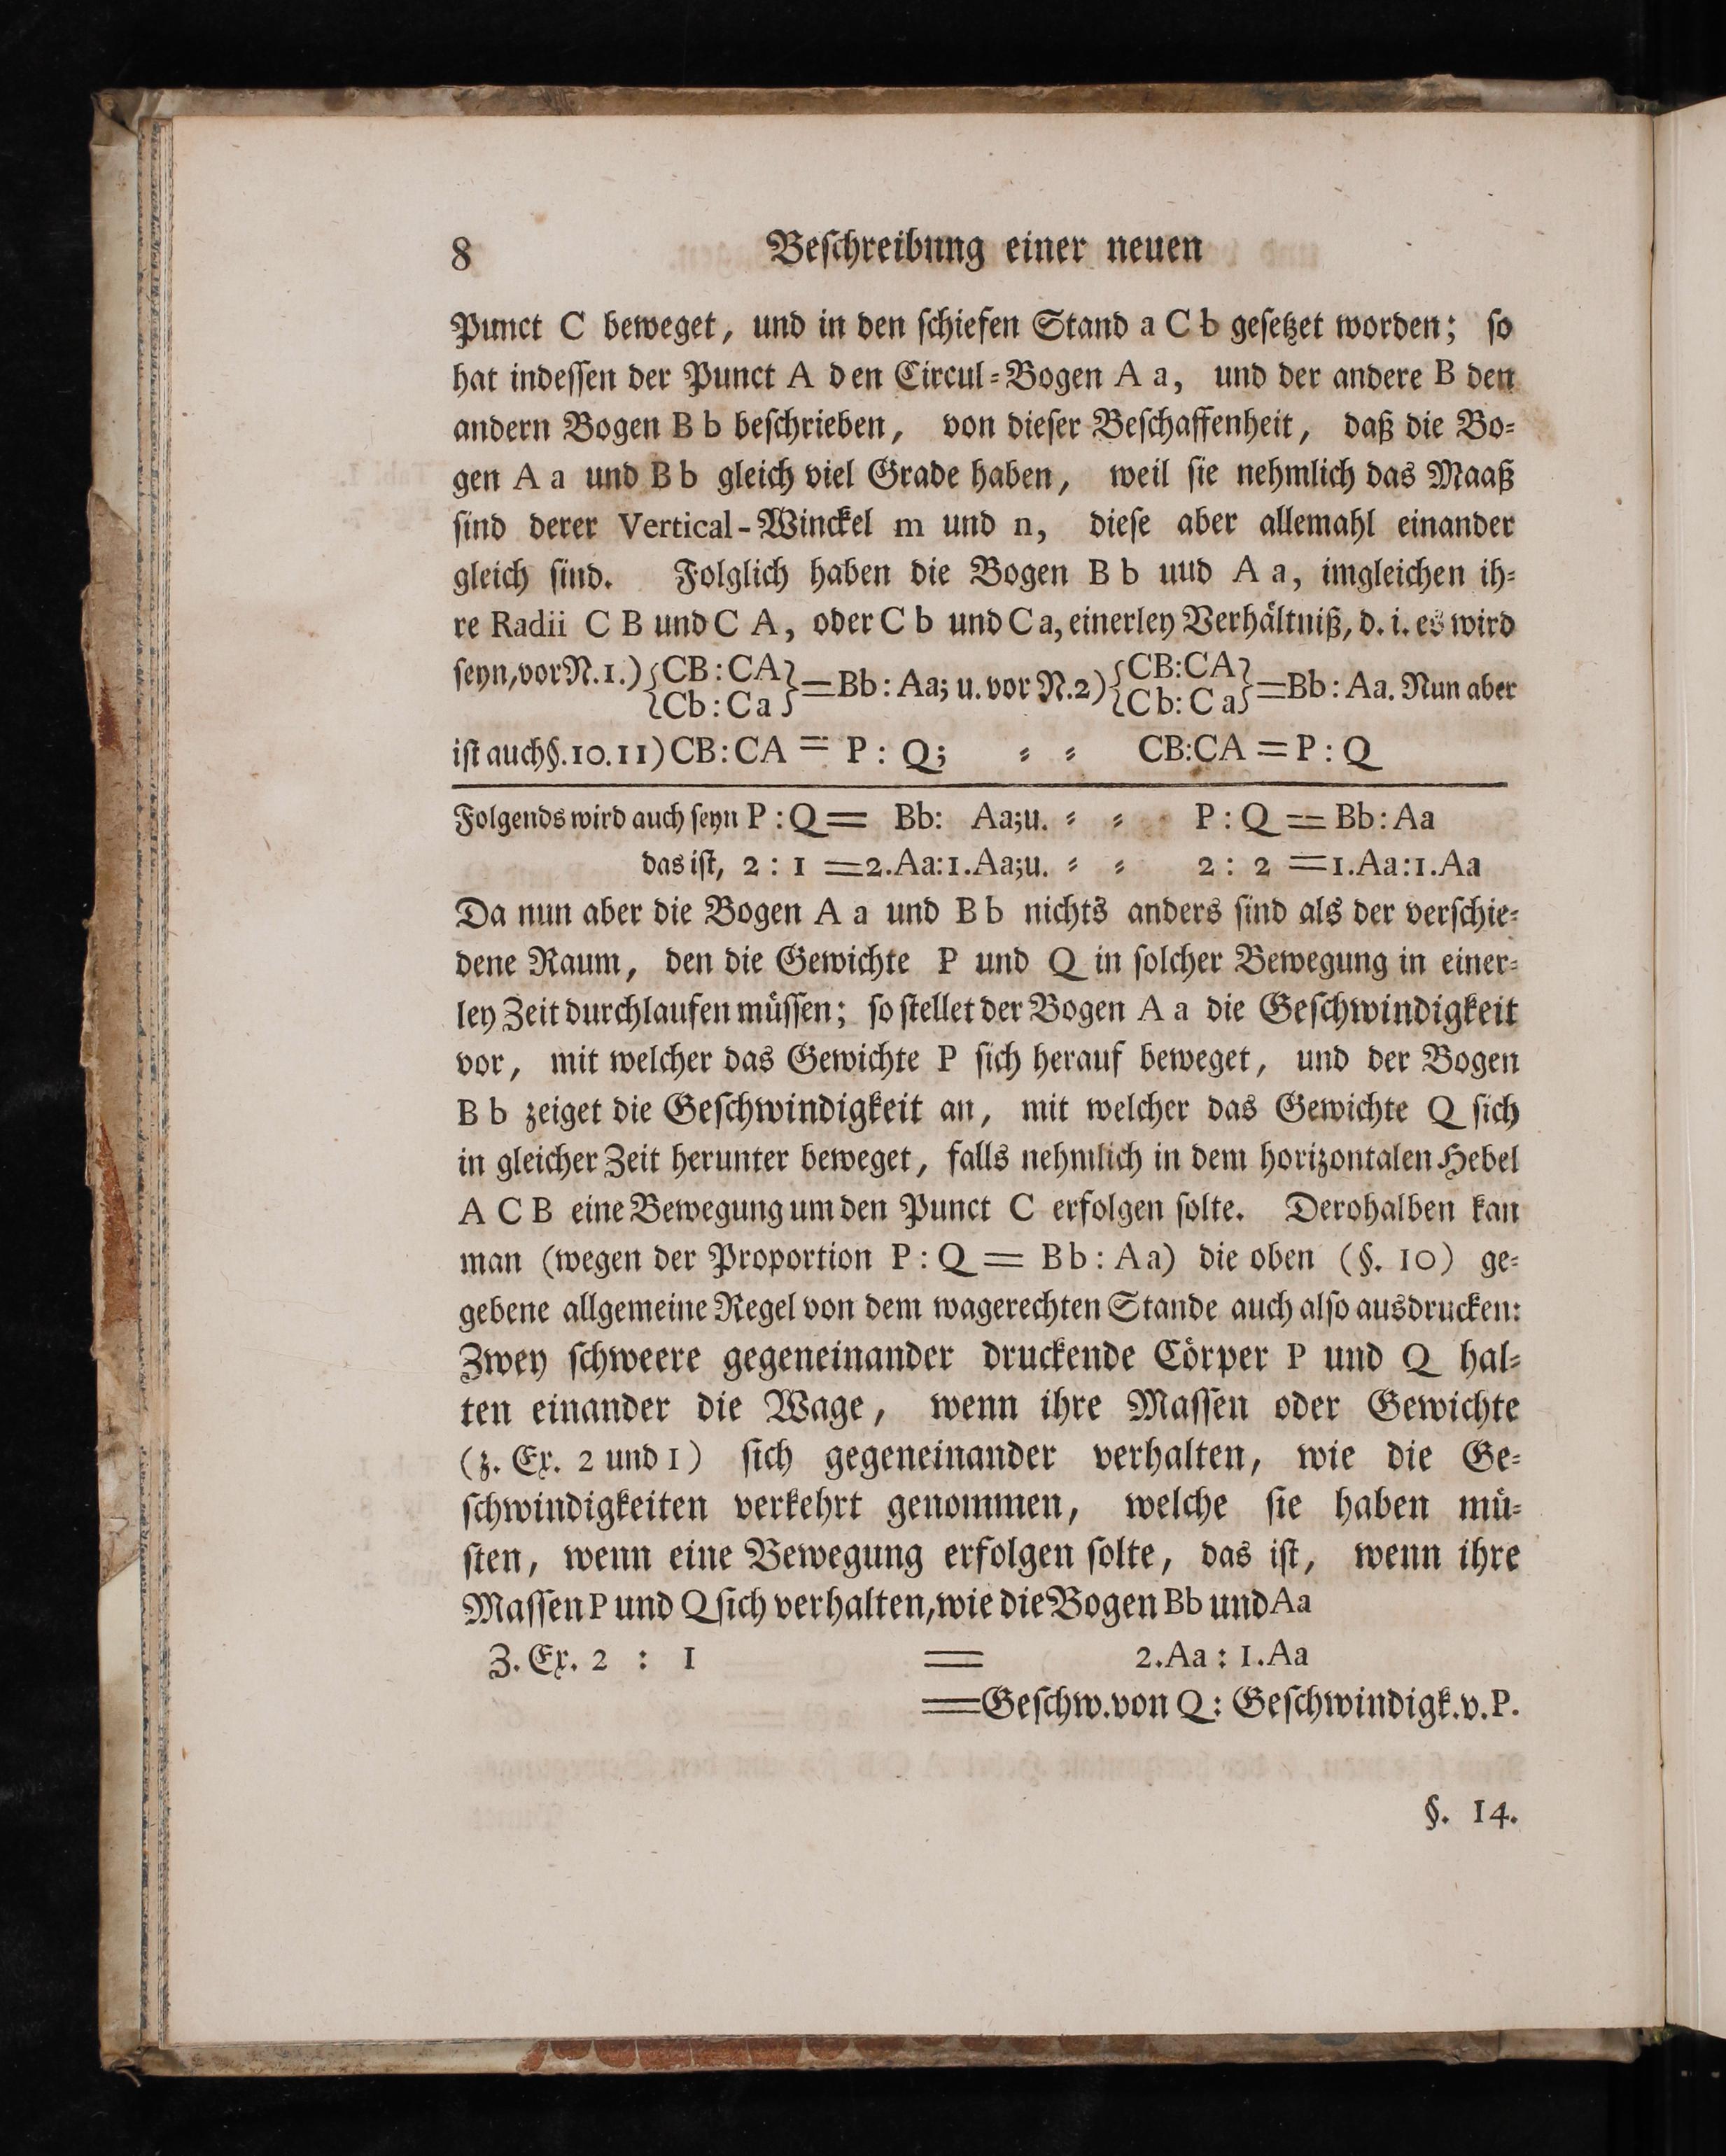 8 Beſchreibung einer neuen
Punct C beweget, und in den ſchiefen Stand a C b geſetzet worden; ſo
hat indeſſen der Punct A den Circul⸗Bogen A a, und der andere B den
andern Bogen B b beſchrieben, von dieſer Beſchaffenheit, daß die Bo⸗
gen A a und B b gleich viel Grade haben, weil ſie nehmlich das Maaß
ſind derer Vertical-Winckel m und n, dieſe aber allemahl einander
gleich ſind. Folglich haben die Bogen B b uud A a, imgleichen ih⸗
re Radii C B und C A, oder C b und C a, einerley Verhåltniß, d. i. es wird
ſeyn, vor N. 1.) {CB : CA / Cb : Ca} = Bb : Aa; u. vor N. 2) {CB : CA / Cb : Ca} = Bb : Aa. Nun aber
iſt auch §. 10. 11) CB : CA = P : Q; ⸗ ⸗ CB : CA = P : Q
Folgends wird auch ſeyn P : Q = Bb : Aa; u. ⸗ ⸗ P : Q = Bb : Aa
das iſt, 2 : 1 = 2. Aa : 1. Aa; u. ⸗ ⸗ 2 : 2 = 1. Aa : 1. Aa
Da nun aber die Bogen A a und B b nichts anders ſind als der verſchie⸗
dene Raum, den die Gewichte P und Q in ſolcher Bewegung in einer⸗
ley Zeit durchlaufen můſſen; ſo ſtellet der Bogen A a die Geſchwindigkeit
vor, mit welcher das Gewichte P ſich herauf beweget, und der Bogen
B b zeiget die Geſchwindigkeit an, mit welcher das Gewichte Q ſich
in gleicher Zeit herunter beweget, falls nehmlich in dem horizontalen Hebel
A C B eine Bewegung um den Punct C erfolgen ſolte. Derohalben kan
man (wegen der Proportion P : Q = Bb : Aa) die oben (§. 10) ge⸗
gebene allgemeine Regel von dem wagerechten Stande auch alſo ausdrucken:
Zwey ſchweere gegeneinander druckende Cörper P und Q hal⸗
ten einander die Wage, wenn ihre Maſſen oder Gewichte
(z. Ex. 2 und 1) ſich gegeneinander verhalten, wie die Ge⸗
ſchwindigkeiten verkehrt genommen, welche ſie haben mů⸗
ſten, wenn eine Bewegung erfolgen ſolte, das iſt, wenn ihre
Maſſen P und Q ſich verhalten, wie die Bogen Bb und Aa
Z. Ex. 2 : 1 = 2. Aa : 1. Aa
= Geſchw. von Q : Geſchwindigk. v. P.
§. 14.